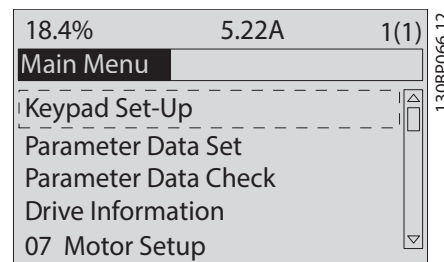 18.4% 5.22A 1(1)
Main Menu
Keypad Set-Up
Parameter Data Set
Parameter Data Check
Drive Information
07 Motor Setup
130BP066.12